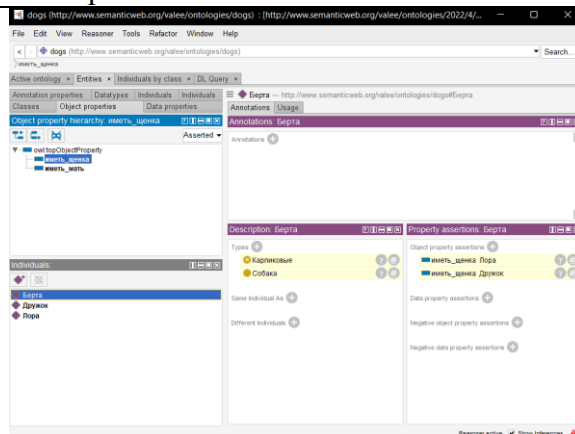 dogs (http://www.semanticweb.org/valee/ontologies/dogs) : [http://www.semanticweb.org/valee/ontologies/2022/4/...
File Edit View Reasoner Tools Refactor Window Help
dogs (http://www.semanticweb.org/valee/ontologies/dogs)
Search...
иметь_щенка
Active ontology × Entities × Individuals by class × DL Query ×
Annotation properties Datatypes Individuals Individuals
Classes Object properties Data properties
Object property hierarchy: иметь_щенка
Asserted
owl:topObjectProperty
иметь_щенка
иметь_мать
Individuals:
Берта
Дружок
Лора
Берта — http://www.semanticweb.org/valee/ontologies/dogs#Берта
Annotations Usage
Annotations: Берта
Annotations
Description: Берта
Types
Карликовые
Собака
Same Individual As
Different Individuals
Property assertions: Берта
Object property assertions
иметь_щенка Лора
иметь_щенка Дружок
Data property assertions
Negative object property assertions
Negative data property assertions
Reasoner active Show Inferences